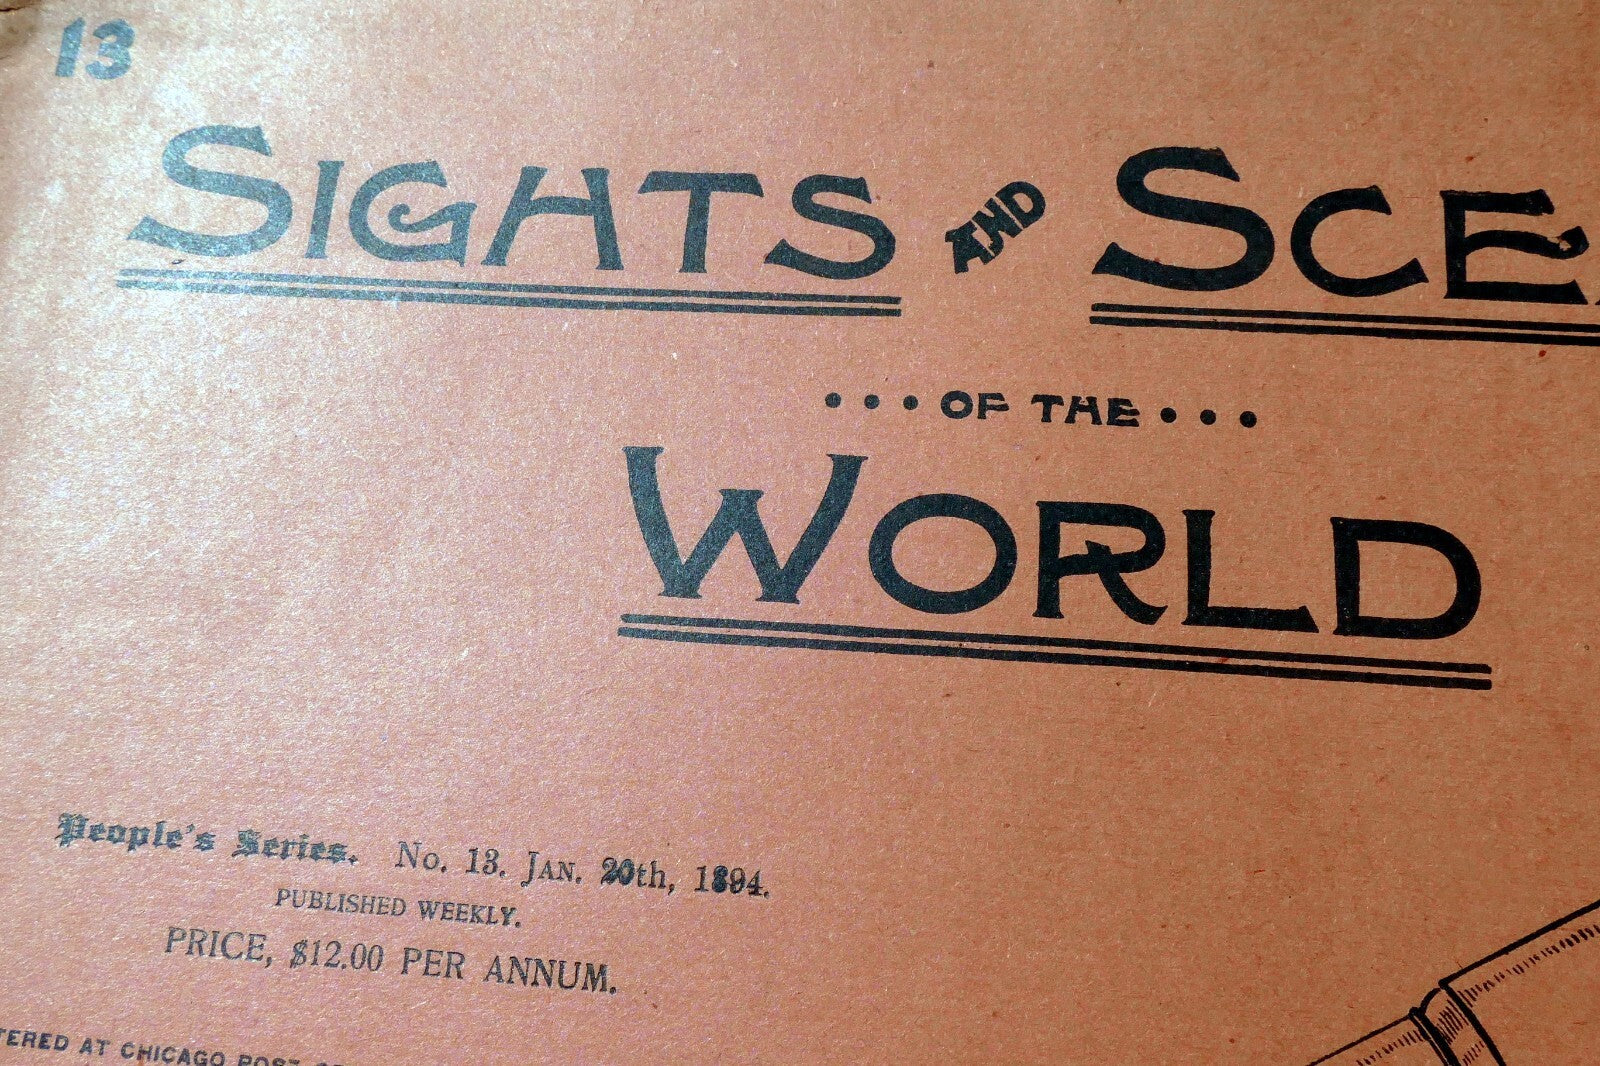 13
SIGHTS AND SCE
... OF THE ...
WORLD
People's Series. No. 13. JAN. 20th, 1894.
PUBLISHED WEEKLY.
PRICE, $12.00 PER ANNUM.
TERED AT CHICAGO POST